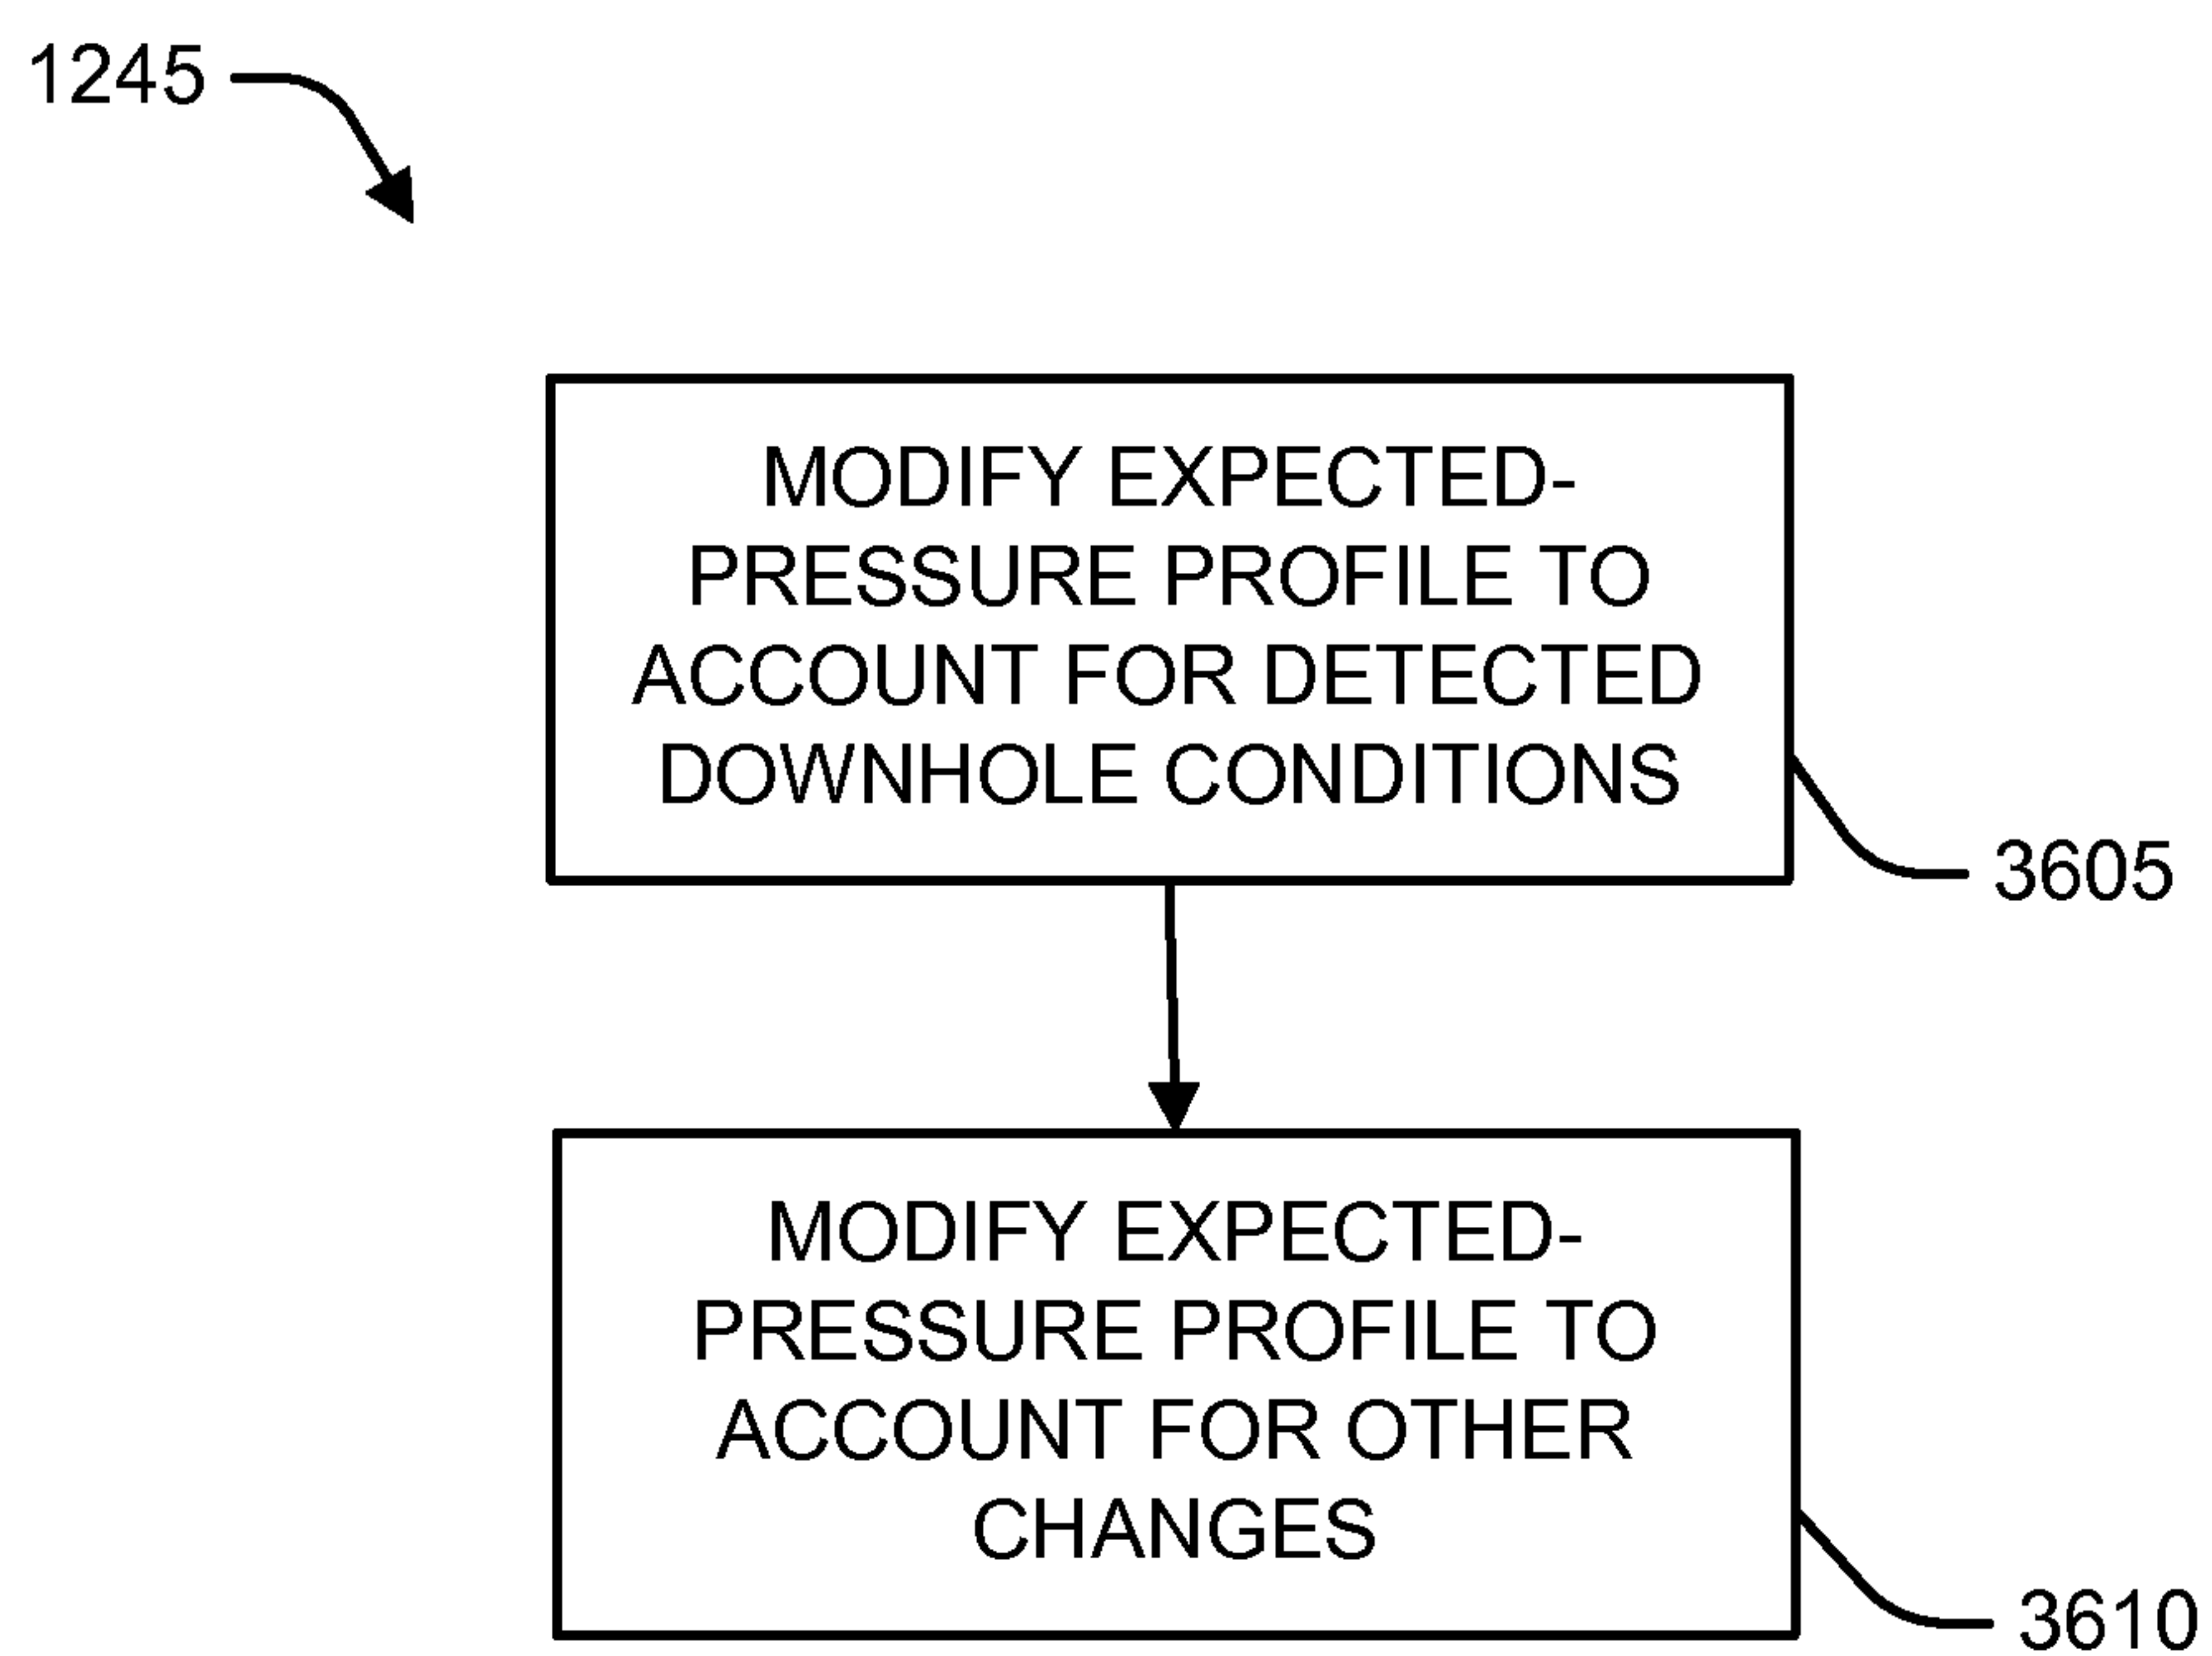 1245
MODIFY EXPECTED-
PRESSURE PROFILE TO
ACCOUNT FOR DETECTED
DOWNHOLE CONDITIONS
3605
MODIFY EXPECTED-
PRESSURE PROFILE TO
ACCOUNT FOR OTHER
CHANGES
3610